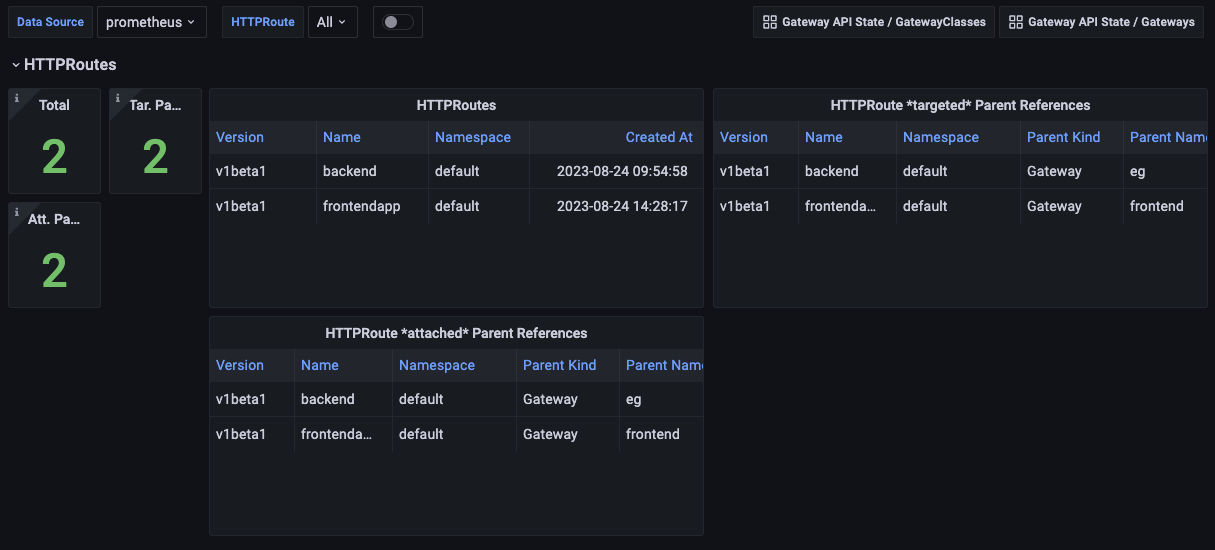 Data Source prometheus HTTPRoute All Gateway API State / GatewayClasses Gateway API State / Gateways
HTTPRoutes
Total
2
Tar. Pa...
2
Att. Pa...
2
HTTPRoutes
Version Name Namespace Created At
v1beta1 backend default 2023-08-24 09:54:58
v1beta1 frontendapp default 2023-08-24 14:28:17
HTTPRoute *targeted* Parent References
Version Name Namespace Parent Kind Parent Name
v1beta1 backend default Gateway eg
v1beta1 frontenda... default Gateway frontend
HTTPRoute *attached* Parent References
Version Name Namespace Parent Kind Parent Name
v1beta1 backend default Gateway eg
v1beta1 frontenda... default Gateway frontend